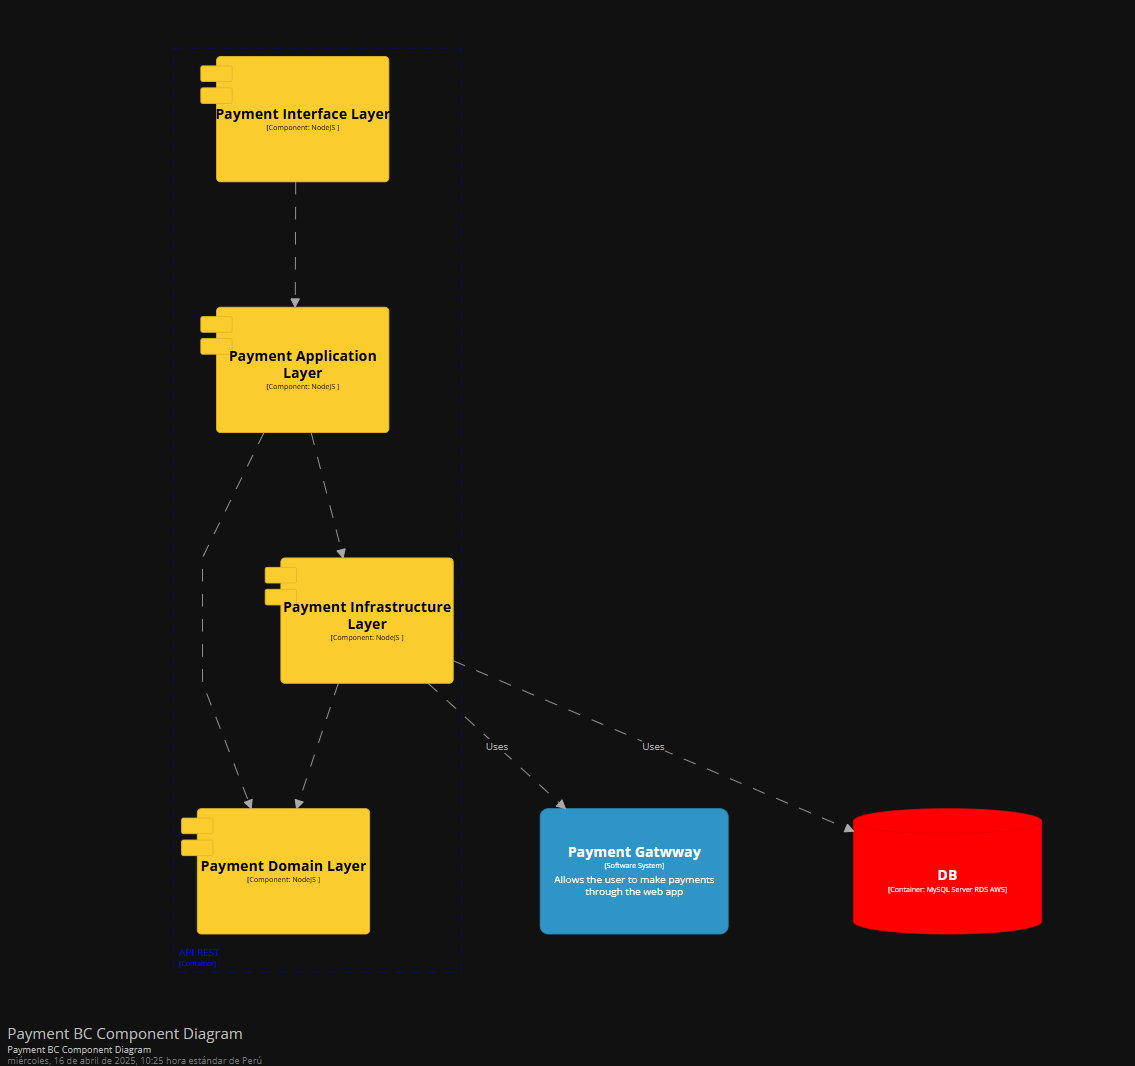 Payment Interface Layer
[Component: NodeJS ]
Payment Application
Layer
[Component: NodeJS ]
Payment Infrastructure
Layer
[Component: NodeJS ]
Uses
Uses
Payment Domain Layer
[Component: NodeJS ]
Payment Gatwway
[Software System]
Allows the user to make payments
through the web app
DB
[Container: MySQL Server RDS AWS]
API REST
[Container]
Payment BC Component Diagram
Payment BC Component Diagram
miércoles, 16 de abril de 2025, 10:25 hora estándar de Perú